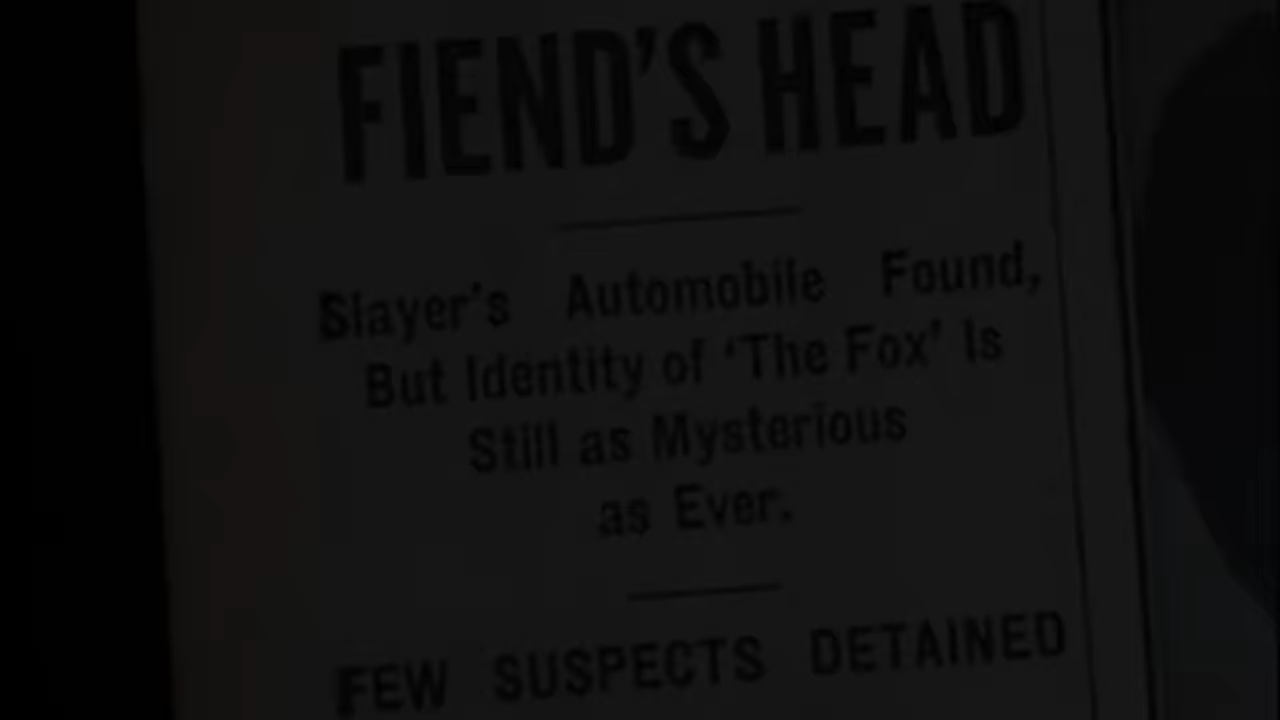 FIEND'S HEAD
Slayer's Automobile Found,
But Identity of 'The Fox' Is
Still as Mysterious
as Ever.
FEW SUSPECTS DETAINED